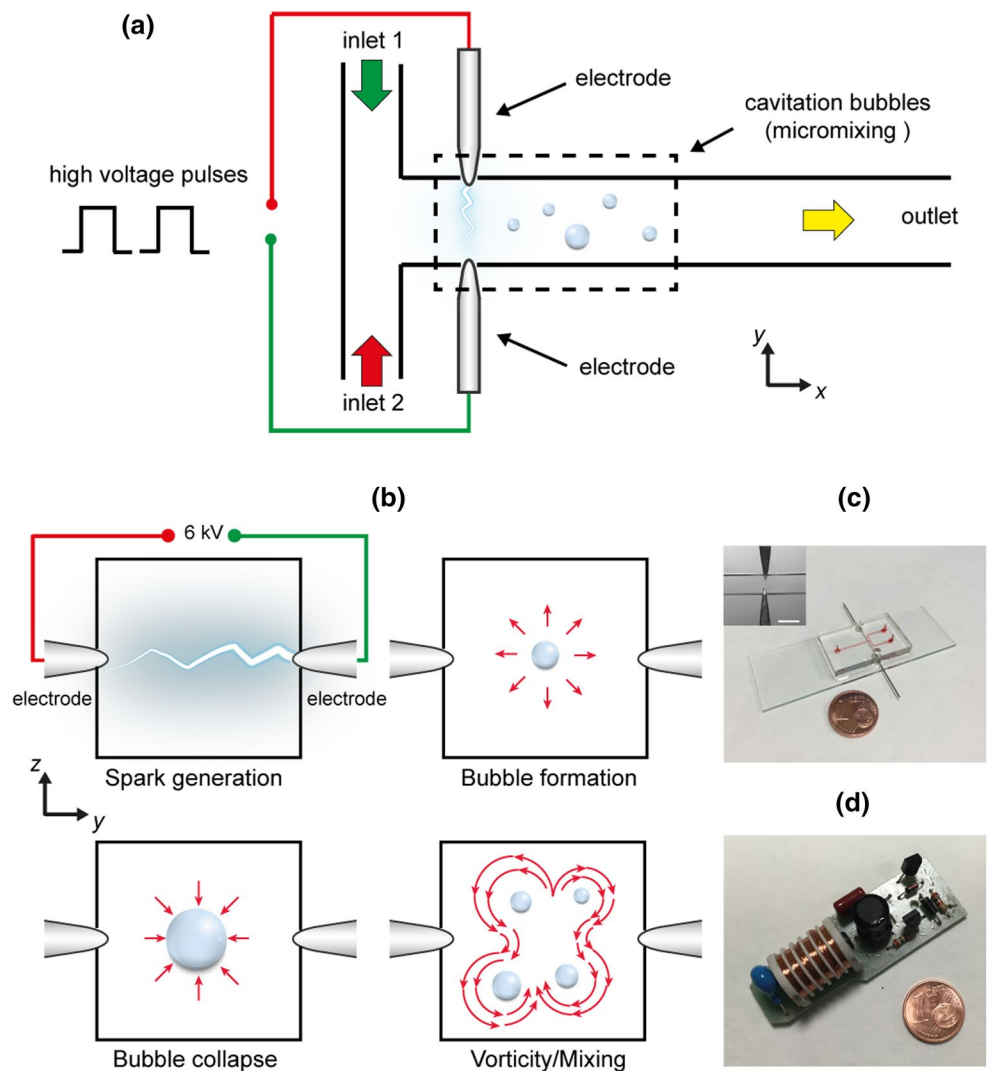 (a)
inlet 1
electrode
cavitation bubbles
(micromixing )
high voltage pulses
outlet
electrode
inlet 2
y
x
(b)
(c)
6 kV
electrode
electrode
Spark generation
Bubble formation
z
y
(d)
Bubble collapse
Vorticity/Mixing